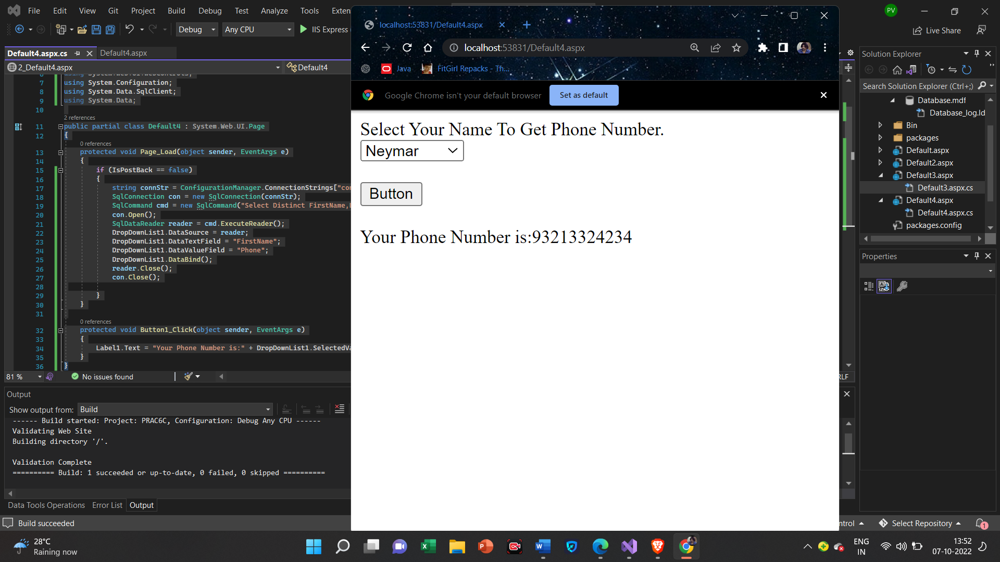 File Edit View Git Project Build Debug Test Analyze Tools Exten
PV
Debug Any CPU IIS Express
Live Share
Default4.aspx.cs Default4.aspx
2_Default4.aspx Default4
7 using System.Configuration;
8 using System.Data.SqlClient;
9 using System.Data;
10
2 references
11 public partial class Default4 : System.Web.UI.Page
12 {
0 references
13 protected void Page_Load(object sender, EventArgs e)
14 {
15 if (IsPostBack == false)
16 {
17 string connStr = ConfigurationManager.ConnectionStrings["con
18 SqlConnection con = new SqlConnection(connStr);
19 SqlCommand cmd = new SqlCommand("Select Distinct FirstName,
20 con.Open();
21 SqlDataReader reader = cmd.ExecuteReader();
22 DropDownList1.DataSource = reader;
23 DropDownList1.DataTextField = "FirstName";
24 DropDownList1.DataValueField = "Phone";
25 DropDownList1.DataBind();
26 reader.Close();
27 con.Close();
28
29 }
30 }
31
0 references
32 protected void Button1_Click(object sender, EventArgs e)
33 {
34 Label1.Text = "Your Phone Number is:" + DropDownList1.SelectedVa
35 }
36 }
81 % No issues found
RLF
Output
Show output from: Build
------ Build started: Project: PRAC6C, Configuration: Debug Any CPU ------
Validating Web Site
Building directory '/'.
Validation Complete
========== Build: 1 succeeded or up-to-date, 0 failed, 0 skipped ==========
Data Tools Operations Error List Output
Build succeeded
localhost:53831/Default4.aspx
localhost:53831/Default4.aspx
Java FitGirl Repacks - Th...
Google Chrome isn't your default browser Set as default
Select Your Name To Get Phone Number.
Neymar
Button
Your Phone Number is:93213324234
Solution Explorer
Search Solution Explorer (Ctrl+;)
Database.mdf
Database_log.ld
Bin
packages
Default.aspx
Default2.aspx
Default3.aspx
Default3.aspx.cs
Default4.aspx
Default4.aspx.cs
packages.config
Properties
ntrol Select Repository 1
28°C
Raining now
ENG
IN
13:52
07-10-2022